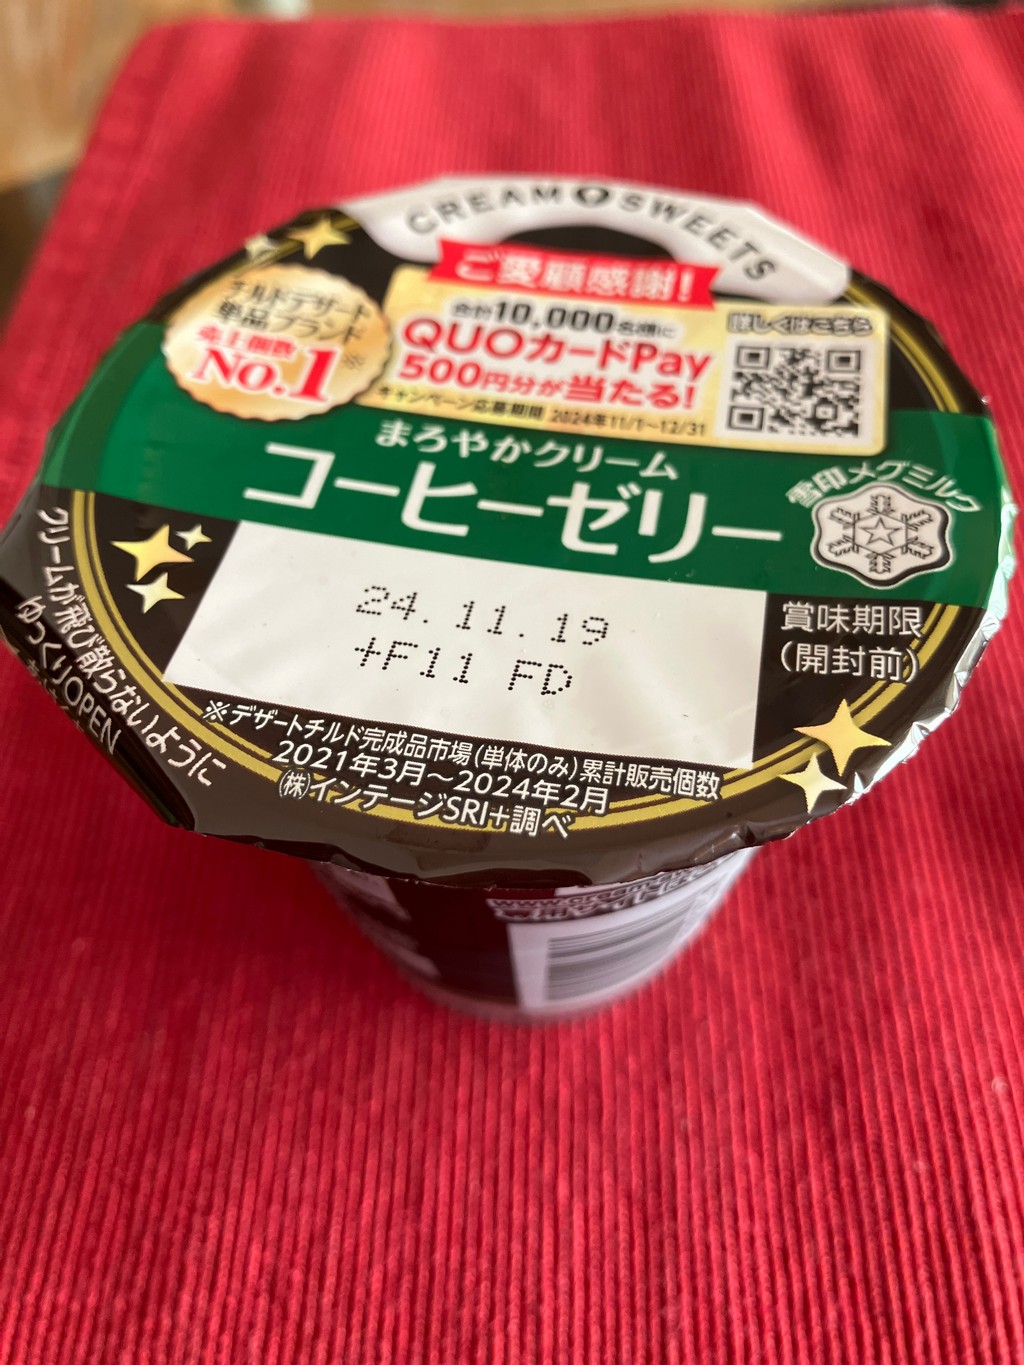 CREAM SWEETS
ご愛顧感謝!
合計10,000名様に
QUOカードPay
500円分が当たる!
キャンペーン応募期間 2024年11/1~12/31
詳しくはこちら
チルドデザート
単品ブランド
売上個数
No.1※
まろやかクリーム
コーヒーゼリー
雪印メグミルク
24.11.19
+F11 FD
賞味期限
(開封前)
クリームが飛び散らないように
ゆっくりOPEN
※デザートチルド完成品市場(単体のみ)累計販売個数
2021年3月~2024年2月
(株)インテージSRI+調べ